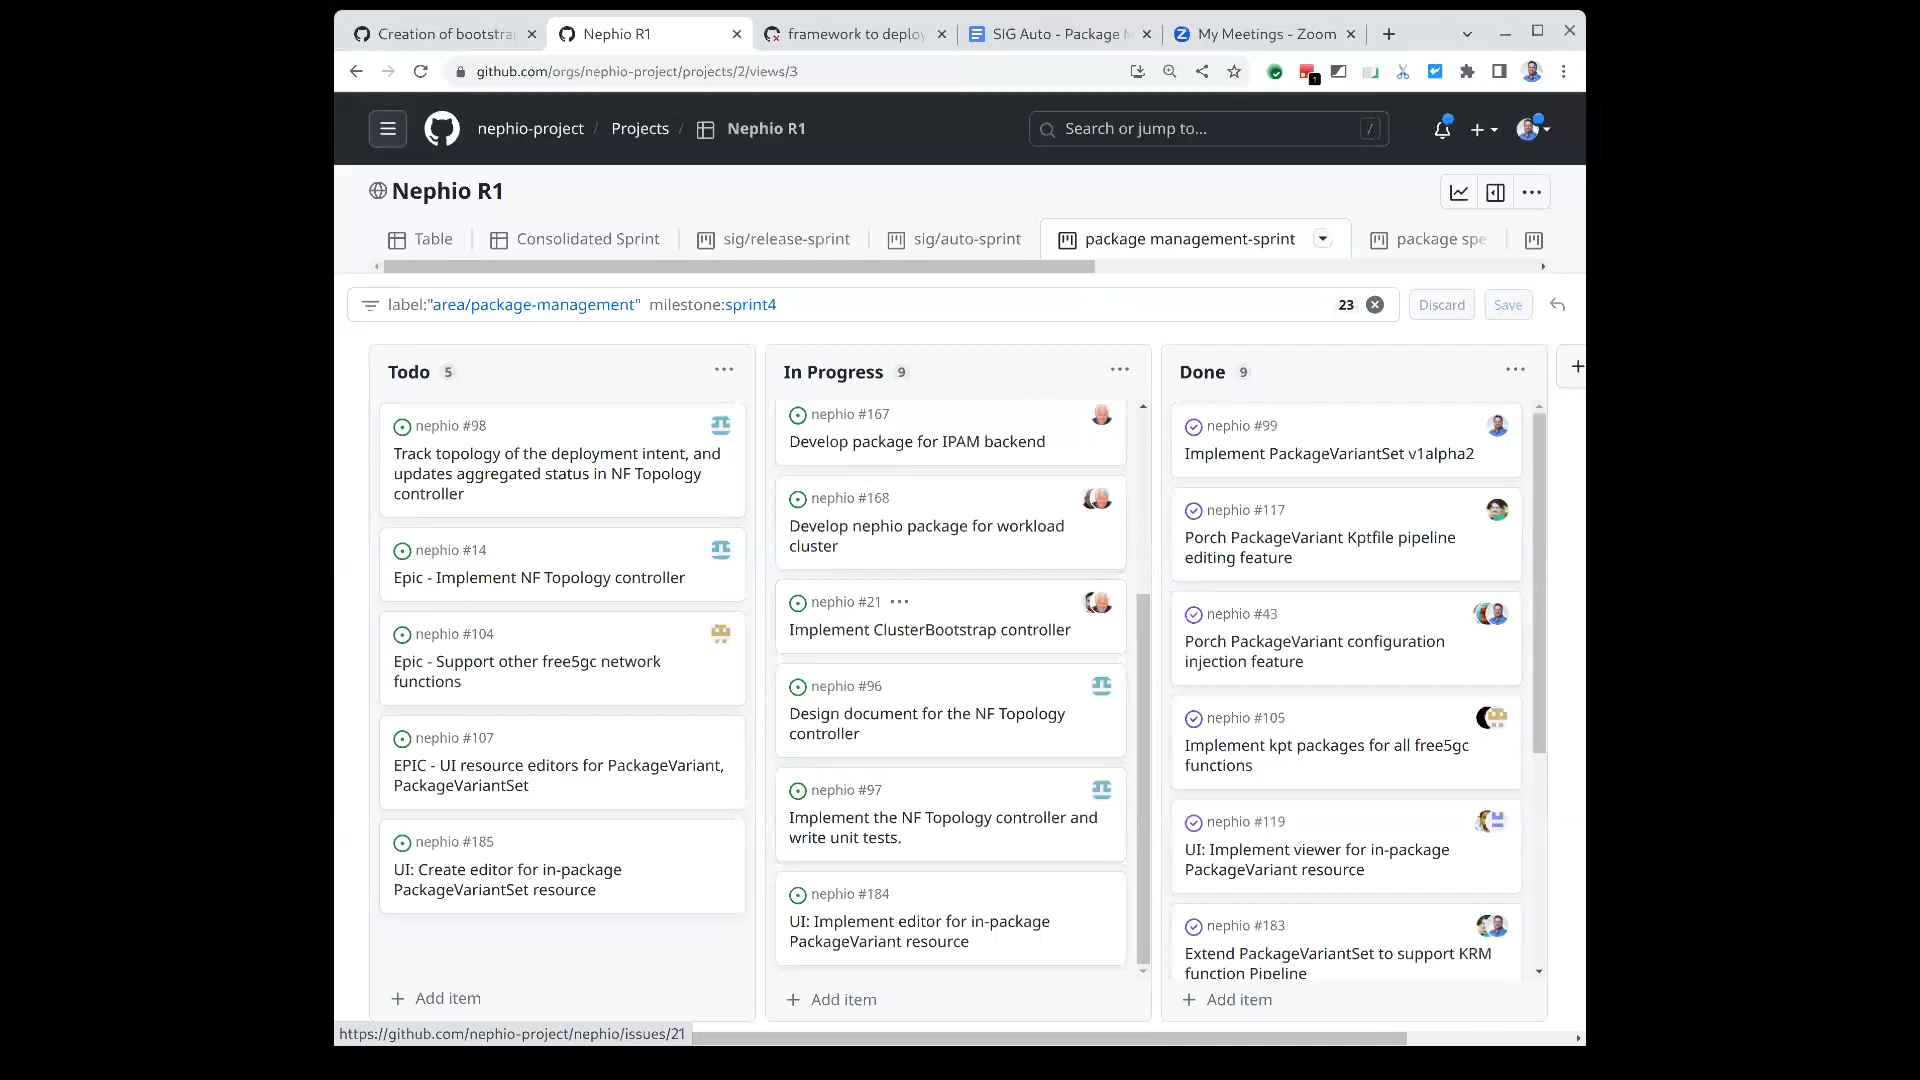 Creation of bootstra
Nephio R1
framework to deploy
SIG Auto - Package M
My Meetings - Zoom
github.com/orgs/nephio-project/projects/2/views/3
1
nephio-project / Projects / Nephio R1
Search or jump to...
/
Nephio R1
Table
Consolidated Sprint
sig/release-sprint
sig/auto-sprint
package management-sprint
package spe
label:"area/package-management" milestone:sprint4
23
Discard
Save
Todo 5
nephio #98
Track topology of the deployment intent, and
updates aggregated status in NF Topology
controller
nephio #14
Epic - Implement NF Topology controller
nephio #104
Epic - Support other free5gc network
functions
nephio #107
EPIC - UI resource editors for PackageVariant,
PackageVariantSet
nephio #185
UI: Create editor for in-package
PackageVariantSet resource
Add item
In Progress 9
nephio #167
Develop package for IPAM backend
nephio #168
Develop nephio package for workload
cluster
nephio #21
Implement ClusterBootstrap controller
nephio #96
Design document for the NF Topology
controller
nephio #97
Implement the NF Topology controller and
write unit tests.
nephio #184
UI: Implement editor for in-package
PackageVariant resource
Add item
Done 9
nephio #99
Implement PackageVariantSet v1alpha2
nephio #117
Porch PackageVariant Kptfile pipeline
editing feature
nephio #43
Porch PackageVariant configuration
injection feature
nephio #105
Implement kpt packages for all free5gc
functions
nephio #119
UI: Implement viewer for in-package
PackageVariant resource
nephio #183
Extend PackageVariantSet to support KRM
function Pipeline
Add item
https://github.com/nephio-project/nephio/issues/21